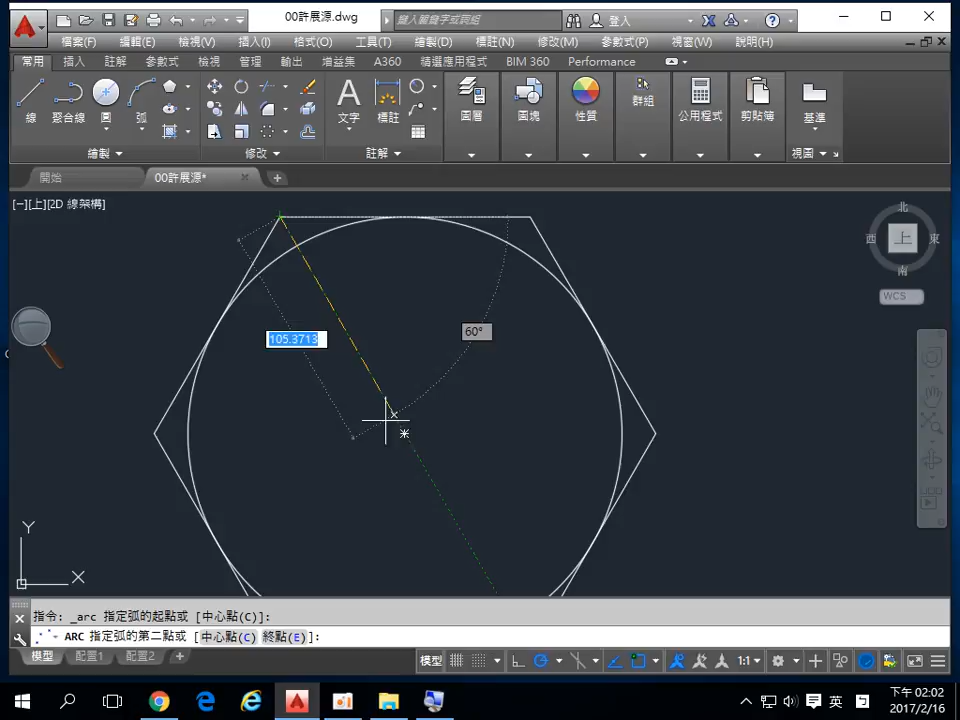 00許展源.dwg
鍵入關鍵字或片語
登入
檔案(F) 編輯(E) 檢視(V) 插入(I) 格式(O) 工具(T) 繪製(D) 標註(N) 修改(M) 參數式(P) 視窗(W) 說明(H)
常用 插入 註解 參數式 檢視 管理 輸出 增益集 A360 精選應用程式 BIM 360 Performance
線 聚合線 圓 弧 文字 標註 圖層 圖塊 性質 群組 公用程式 剪貼簿 基準
繪製 修改 註解 視圖
開始 00許展源*
[−][上][2D 線架構]
北
西 上 東
南
WCS
60°
105.3713
Y
X
指令: _arc 指定弧的起點或 [中心點(C)]:
ARC 指定弧的第二點或 [中心點(C) 終點(E)]:
模型 配置1 配置2 +
模型 1:1
英
下午 02:02
2017/2/16